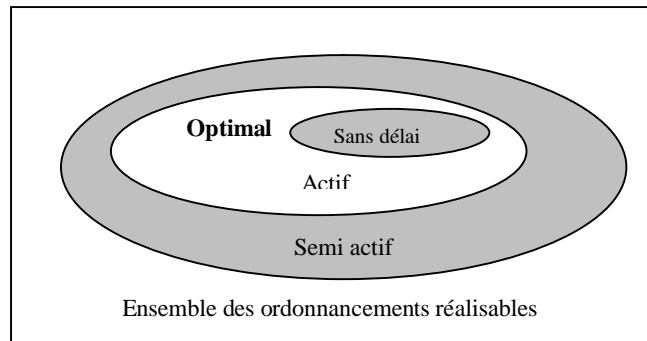 Optimal
Sans délai
Actif
Semi actif
Ensemble des ordonnancements réalisables